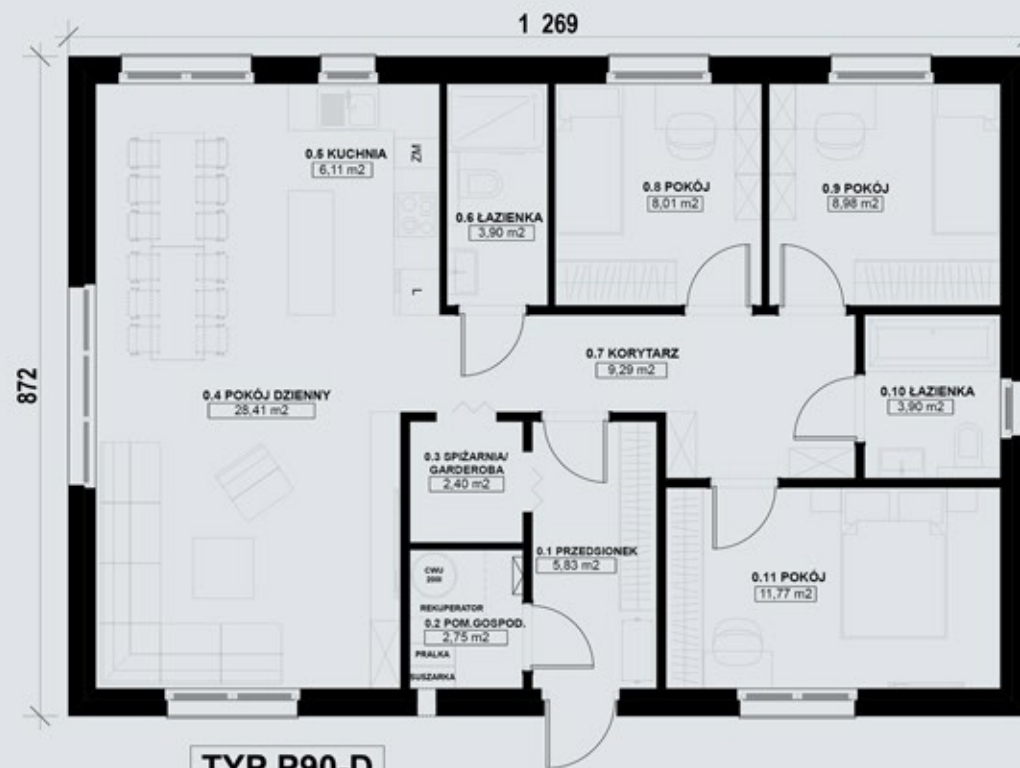 1 269
872
0.5 KUCHNIA
6,11 m2
ZM
L
0.6 ŁAZIENKA
3,90 m2
0.8 POKÓJ
8,01 m2
0.9 POKÓJ
8,98 m2
0.7 KORYTARZ
9,29 m2
0.4 POKÓJ DZIENNY
28,41 m2
0.10 ŁAZIENKA
3,90 m2
0.3 SPIŻARNIA/
GARDEROBA
2,40 m2
0.1 PRZEDSIONEK
5,83 m2
CWU
200l
REKUPERATOR
0.2 POM.GOSPOD.
2,75 m2
PRALKA
SUSZARKA
0.11 POKÓJ
11,77 m2
TYP P90-D